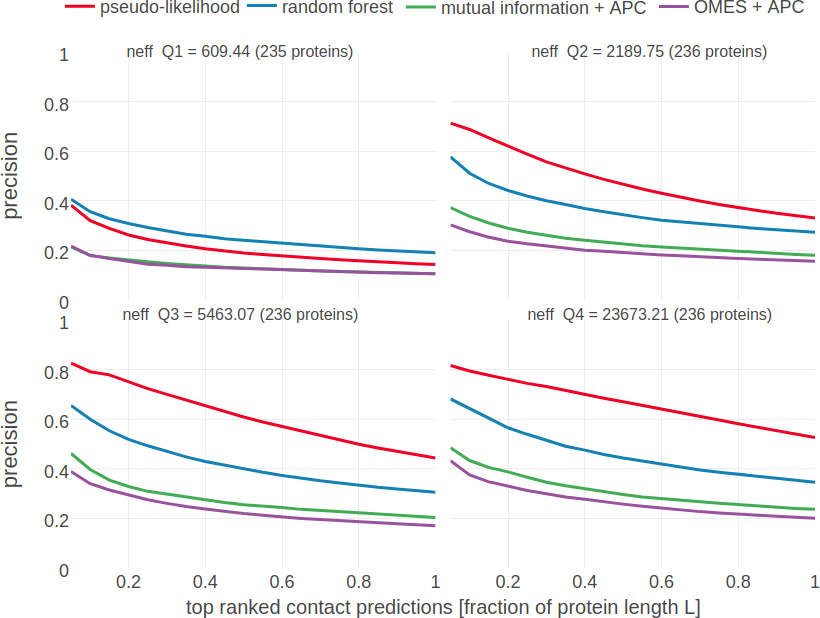 pseudo-likelihood random forest mutual information + APC OMES + APC
neff Q1 = 609.44 (235 proteins) neff Q2 = 2189.75 (236 proteins)
1
0.8
0.6
0.4
0.2
0
precision
neff Q3 = 5463.07 (236 proteins) neff Q4 = 23673.21 (236 proteins)
1
0.8
0.6
0.4
0.2
0
precision
0.2 0.4 0.6 0.8 1 0.2 0.4 0.6 0.8 1
top ranked contact predictions [fraction of protein length L]